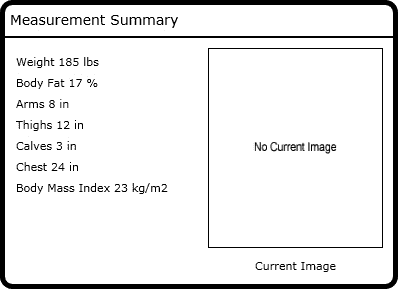 Measurement Summary
Weight 185 lbs
Body Fat 17 %
Arms 8 in
Thighs 12 in
Calves 3 in
Chest 24 in
Body Mass Index 23 kg/m2
No Current Image
Current Image